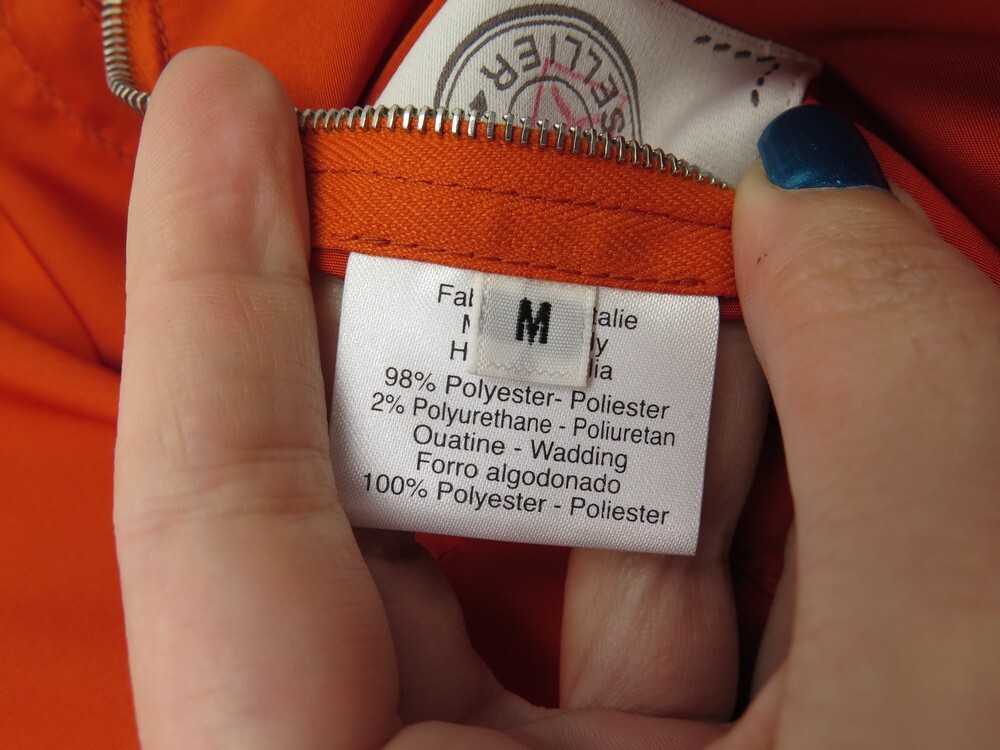 SELLIER
M
98% Polyester- Poliester
2% Polyurethane - Poliuretan
Ouatine - Wadding
Forro algodonado
100% Polyester - Poliester